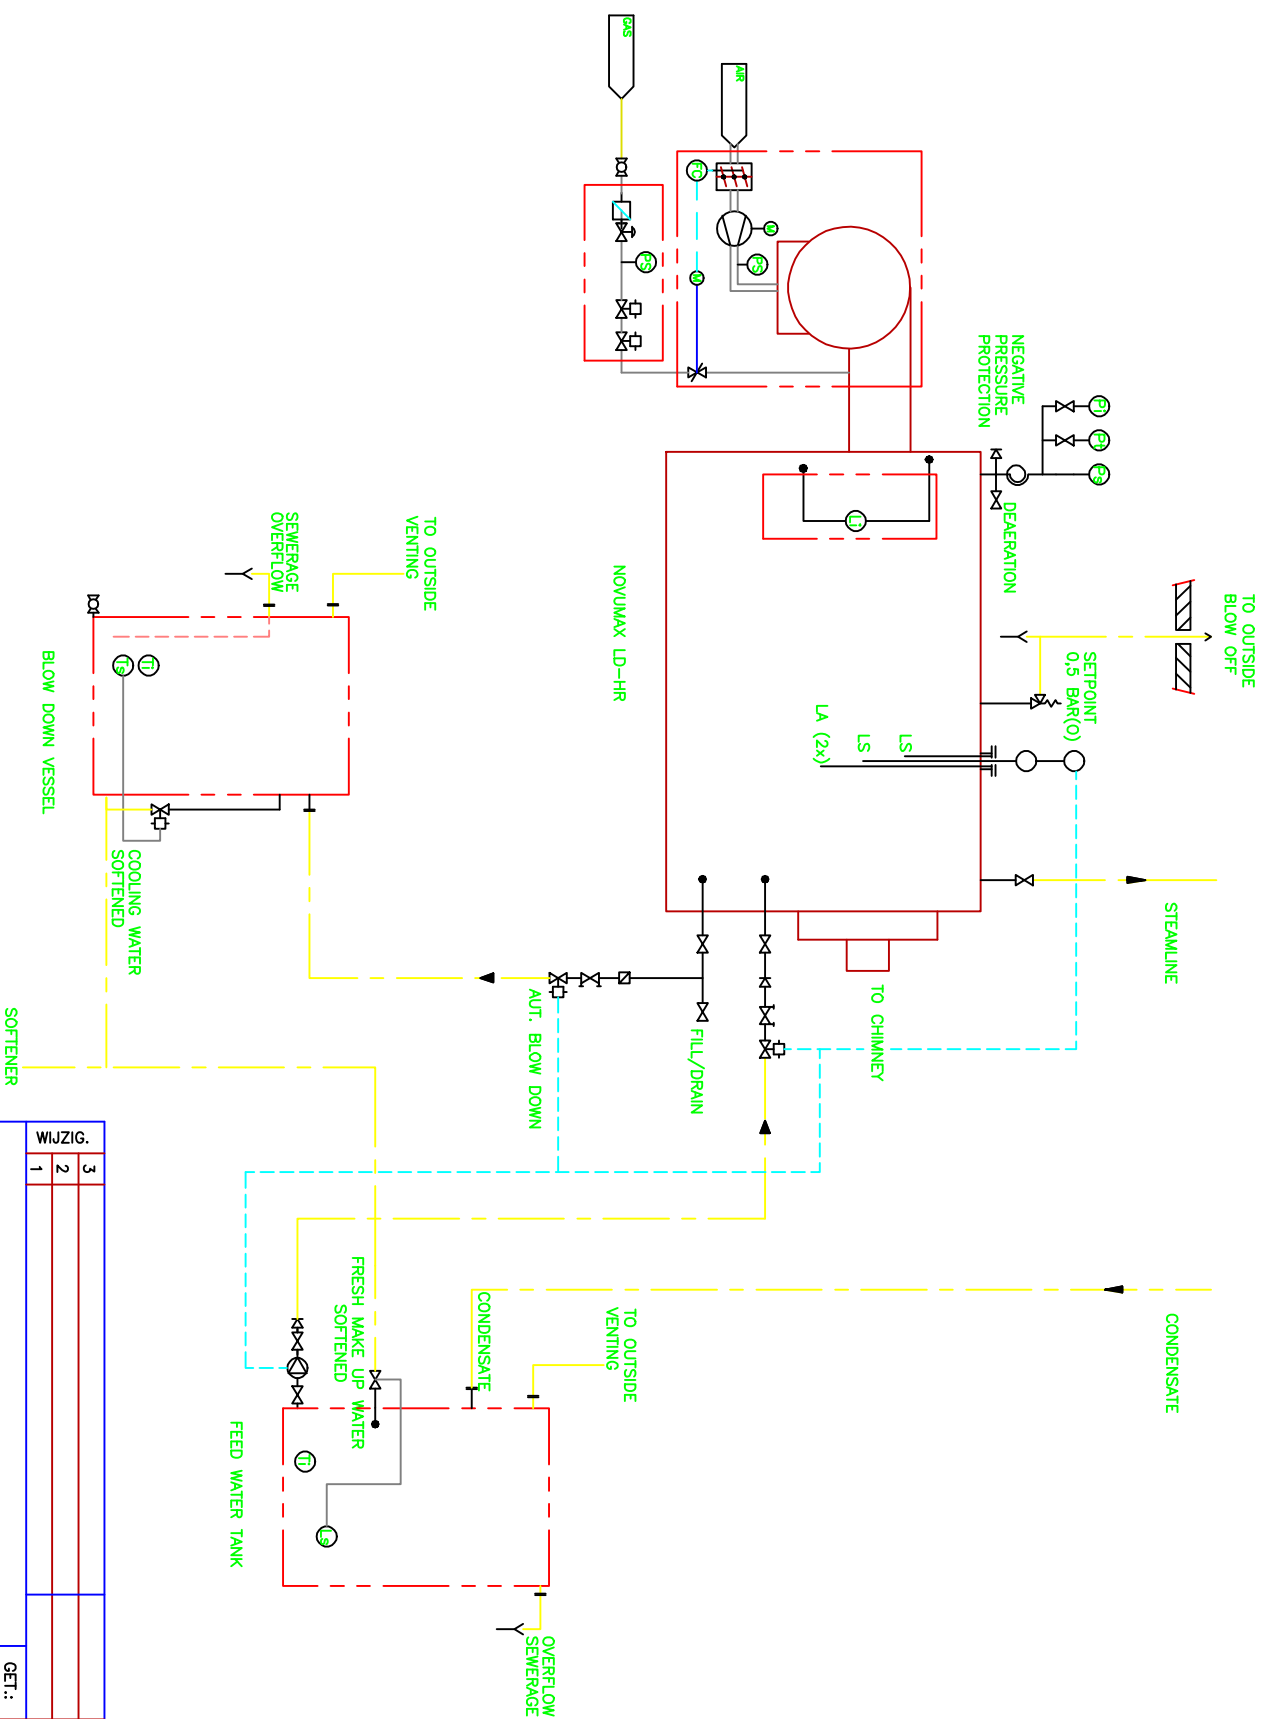 GAS
AIR
FC
M
PS
M
PS
NEGATIVE
PRESSURE
PROTECTION
Pi
Pt
Ps
DEAERATION
Li
NOVUMAX LD-HR
TO OUTSIDE
BLOW OFF
SETPOINT
0,5 BAR(O)
LS
LS
LA (2x)
STEAMLINE
TO CHIMNEY
FILL/DRAIN
AUT. BLOW DOWN
TO OUTSIDE
VENTING
SEWERAGE
OVERFLOW
Ts
Ti
BLOW DOWN VESSEL
COOLING WATER
SOFTENED
SOFTENER
CONDENSATE
TO OUTSIDE
VENTING
CONDENSATE
FRESH MAKE UP WATER
SOFTENED
Ti
Ls
FEED WATER TANK
OVERFLOW
SEWERAGE
WIJZIG.
3
2
1
GET.: